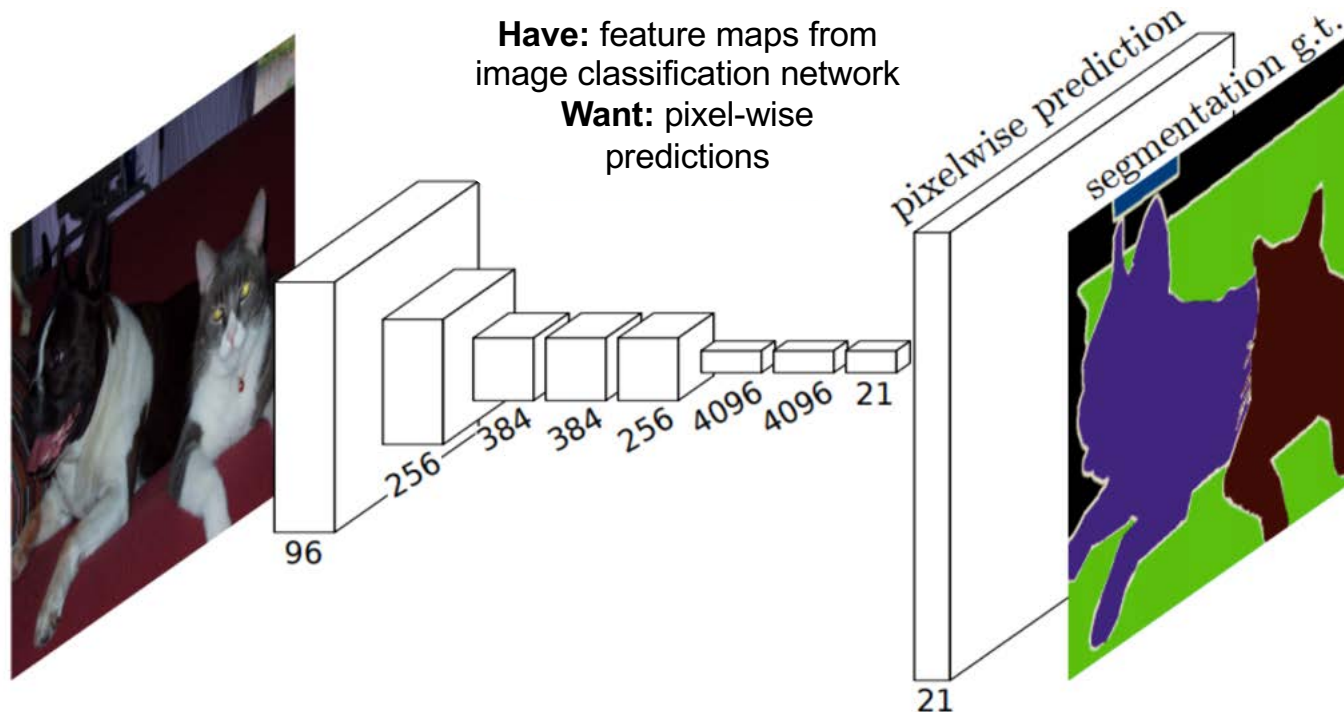 Have: feature maps from
image classification network
Want: pixel-wise
predictions
pixelwise prediction
segmentation g.t.
96
256
384
384
256
4096
4096
21
21